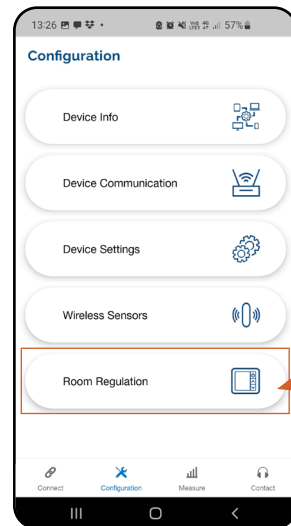 13:26 57%
Configuration
Device Info
Device Communication
Device Settings
Wireless Sensors
Room Regulation
Connect Configuration Measure Contact